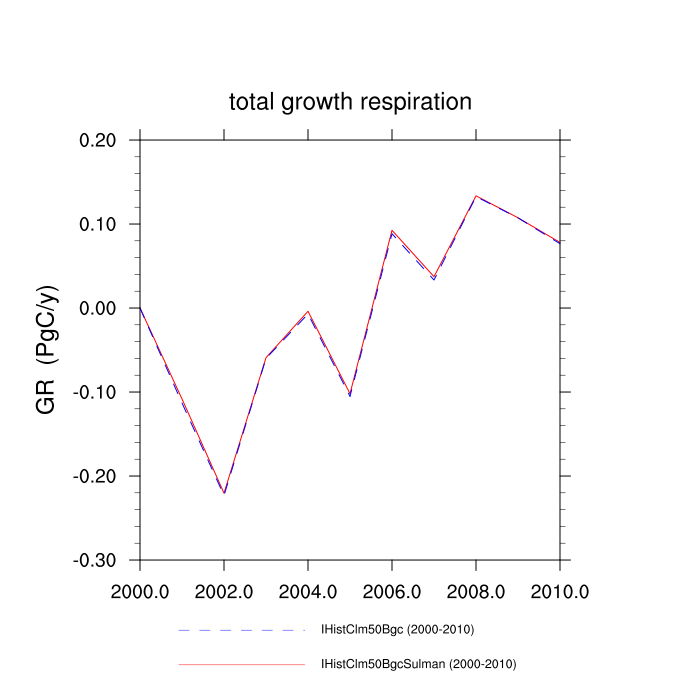 total growth respiration
0.20
0.10
0.00
-0.10
-0.20
-0.30
GR (PgC/y)
2000.0 2002.0 2004.0 2006.0 2008.0 2010.0
IHistClm50Bgc (2000-2010)
IHistClm50BgcSulman (2000-2010)